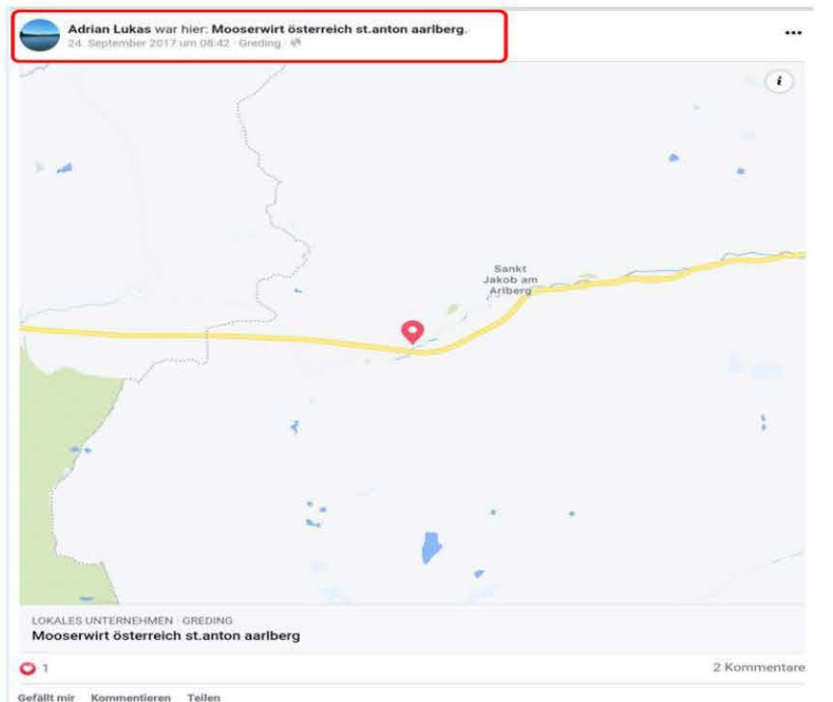 Adrian Lukas war hier: Mooserwirt österreich st.anton aarlberg.
24. September 2017 um 08:42 · Greding ·
Sankt
Jakob am
Arlberg
LOKALES UNTERNEHMEN · GREDING
Mooserwirt österreich st.anton aarlberg
1
2 Kommentare
Gefällt mir Kommentieren Teilen